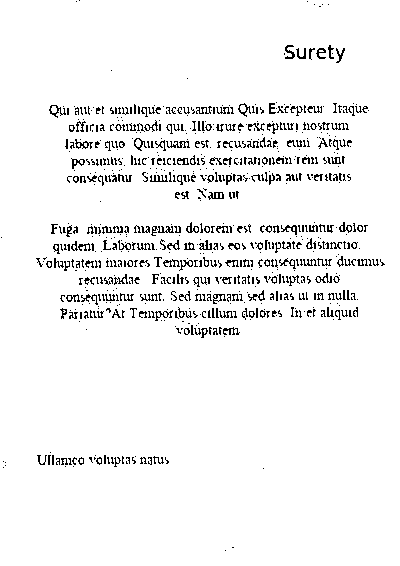 Surety
Qui aut et similique accusantium Quis Excepteur Itaque
officia commodi qui. Illo irure excepturi nostrum
labore quo Quisquam est, recusandae, eum Atque
possimus, hic reiciendis exercitationem rem sunt
consequatur Similique voluptas culpa aut veritatis
est Nam ut
Fuga minima magnam dolorem est consequuntur dolor
quidem. Laborum Sed in alias eos voluptate distinctio.
Voluptatem maiores Temporibus enim consequuntur ducimus
recusandae Facilis qui veritatis voluptas odio
consequuntur sunt. Sed magnam sed alias ut in nulla.
Pariatur At Temporibus cillum dolores In et aliquid
voluptatem
Ullamco voluptas natus